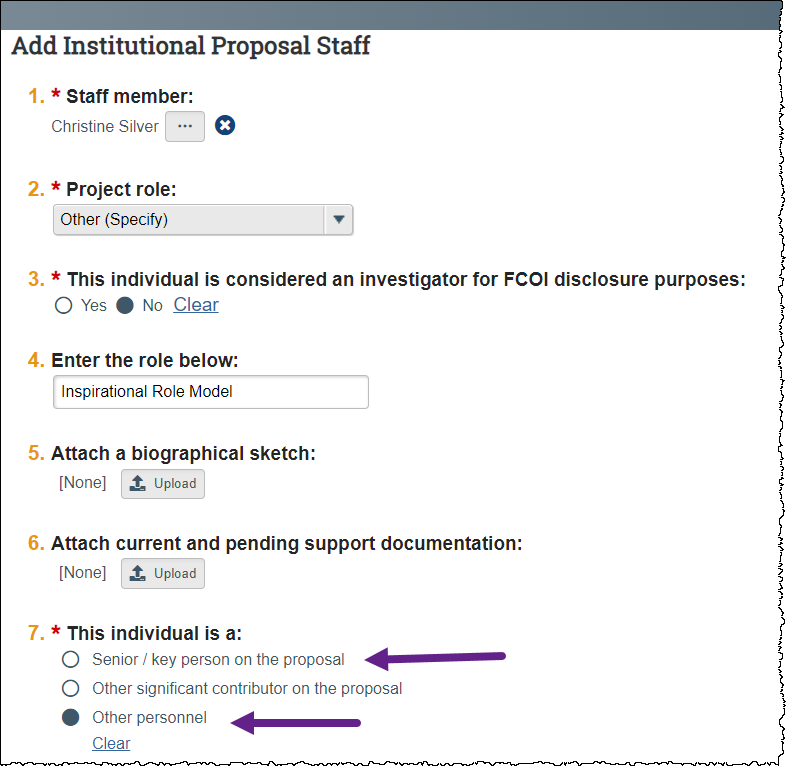 Add Institutional Proposal Staff
1. * Staff member:
Christine Silver ...
2. * Project role:
Other (Specify)
3. * This individual is considered an investigator for FCOI disclosure purposes:
Yes No Clear
4. Enter the role below:
Inspirational Role Model
5. Attach a biographical sketch:
[None] Upload
6. Attach current and pending support documentation:
[None] Upload
7. * This individual is a:
Senior / key person on the proposal
Other significant contributor on the proposal
Other personnel
Clear